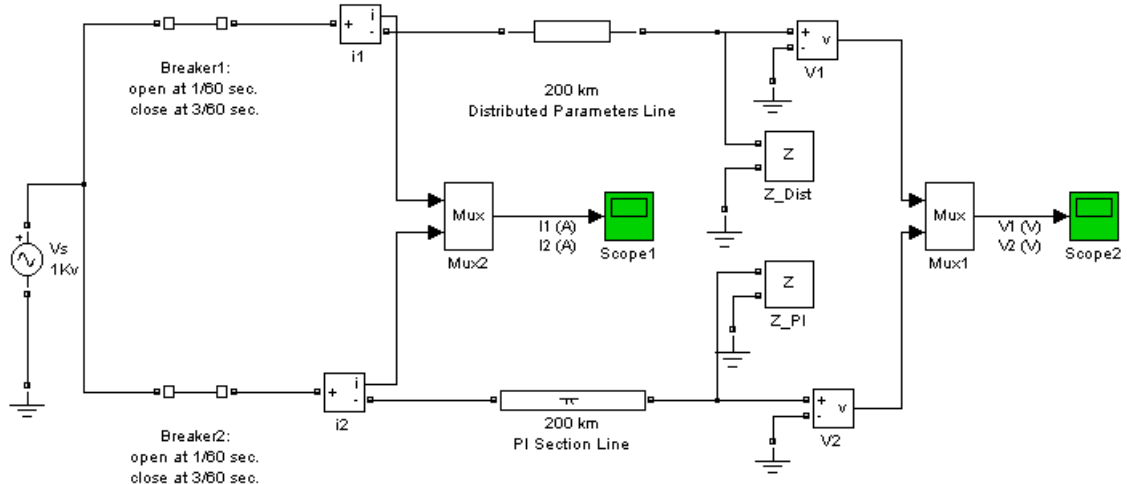 +
i
-
i1
Breaker1:
open at 1/60 sec.
close at 3/60 sec.
200 km
Distributed Parameters Line
+
-
v
V1
Z
Z_Dist
Mux
Mux2
I1 (A)
I2 (A)
Scope1
Mux
Mux1
V1 (V)
V2 (V)
Scope2
+
Vs
1Kv
Z
Z_PI
+
i
-
i2
π
200 km
PI Section Line
+
-
v
V2
Breaker2:
open at 1/60 sec.
close at 3/60 sec.